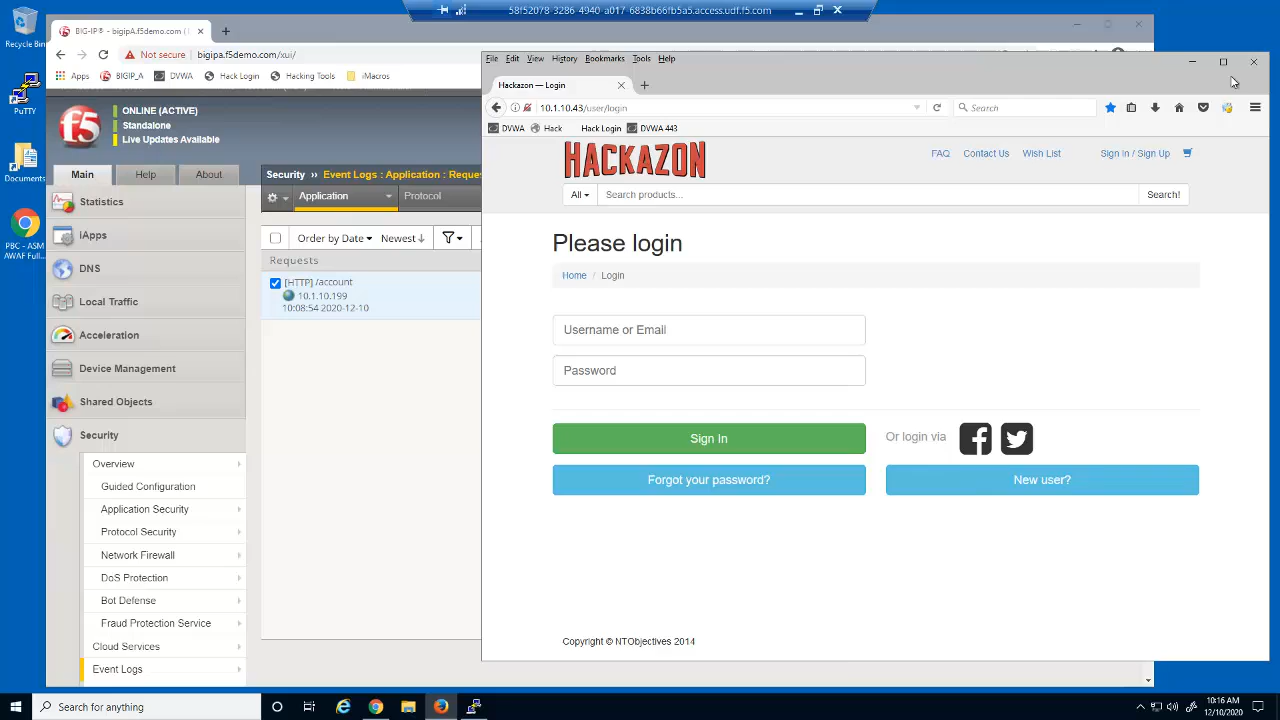 58f52078-3286-4940-a017-6838b66fb5a5.access.udf.f5.com
Recycle Bin
PuTTY
Documents
PBC - ASM
AWAF Full...
BIG-IP® - bigipA.f5demo.com (
Not secure
bigipa.f5demo.com/xui/
Apps
BIGIP_A
DVWA
Hack Login
Hacking Tools
iMacros
f5
ONLINE (ACTIVE)
Standalone
Live Updates Available
Main
Help
About
Statistics
iApps
DNS
Local Traffic
Acceleration
Device Management
Shared Objects
Security
Overview
Guided Configuration
Application Security
Protocol Security
Network Firewall
DoS Protection
Bot Defense
Fraud Protection Service
Cloud Services
Event Logs
Security ›› Event Logs : Application : Reque
Application
Protocol
Order by Date
Newest
Requests
[HTTP] /account
10.1.10.199
10:08:54 2020-12-10
File Edit View History Bookmarks Tools Help
Hackazon — Login
10.1.10.43/user/login
Search
DVWA
Hack
Hack Login
DVWA 443
HACKAZON
FAQ
Contact Us
Wish List
Sign In / Sign Up
All
Search products...
Search!
Please login
Home / Login
Username or Email
Password
Sign In
Or login via
Forgot your password?
New user?
Copyright © NTObjectives 2014
Search for anything
10:16 AM
12/10/2020